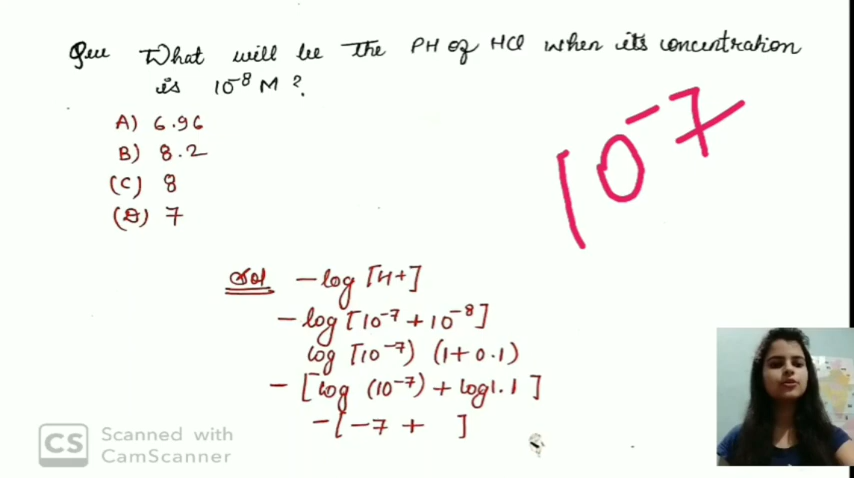 Que What will be the PH of HCl when its concentration
is 10⁻⁸ M ?
A) 6.96
B) 8.2
(C) 8
(D) 7
10⁻⁷
Sol -log [H+]
-log [10⁻⁷ + 10⁻⁸]
log [10⁻⁷) (1+0.1)
- [log (10⁻⁷) + log1.1 ]
-[-7 + ]
CS Scanned with
CamScanner